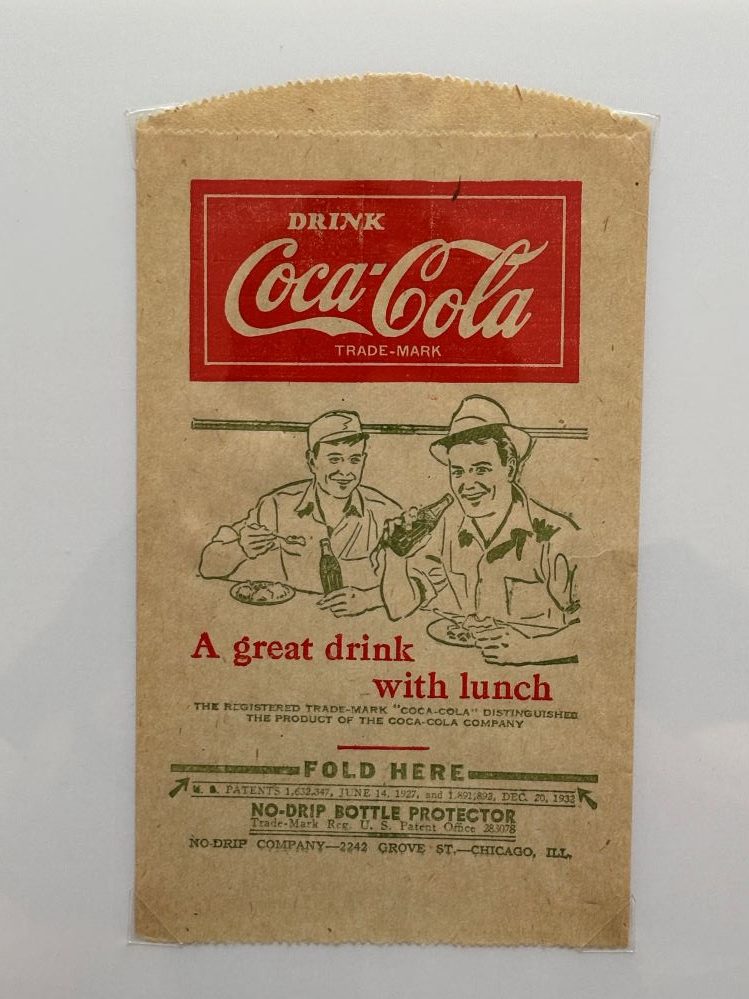 DRINK
Coca-Cola
TRADE-MARK
A great drink
with lunch
THE REGISTERED TRADE-MARK "COCA-COLA" DISTINGUISHES
THE PRODUCT OF THE COCA-COLA COMPANY
FOLD HERE
U. S. PATENTS 1,632,347, JUNE 14, 1927, and 1,891,892, DEC. 20, 1932
NO-DRIP BOTTLE PROTECTOR
Trade-Mark Reg. U. S. Patent Office 283078
NO-DRIP COMPANY—2242 GROVE ST.—CHICAGO, ILL.